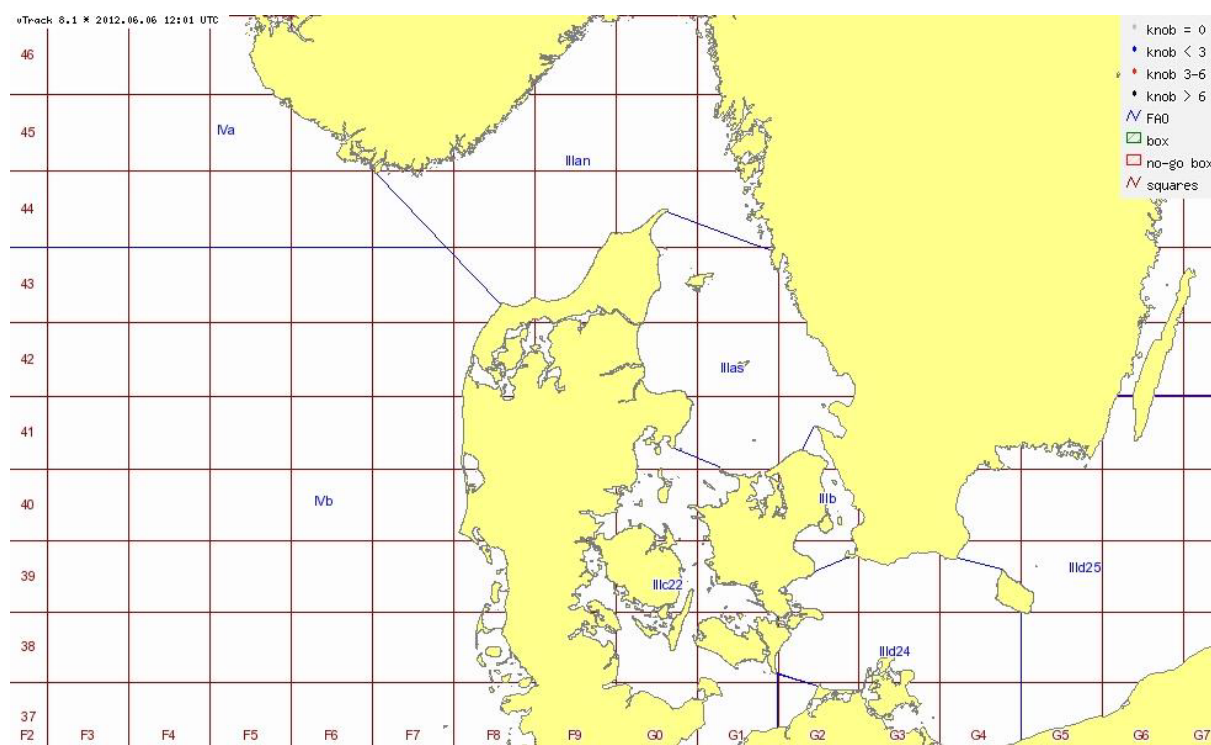 vTrack 8.1 * 2012.06.06 12:01 UTC
knob = 0
knob < 3
knob 3-6
knob > 6
FAO
box
no-go box
squares
46
45
IVa
IIIan
44
43
42
IIIas
41
40
IVb
IIIb
39
IIIc22
IIId25
38
IIId24
37
F2 F3 F4 F5 F6 F7 F8 F9 G0 G1 G2 G3 G4 G5 G6 G7